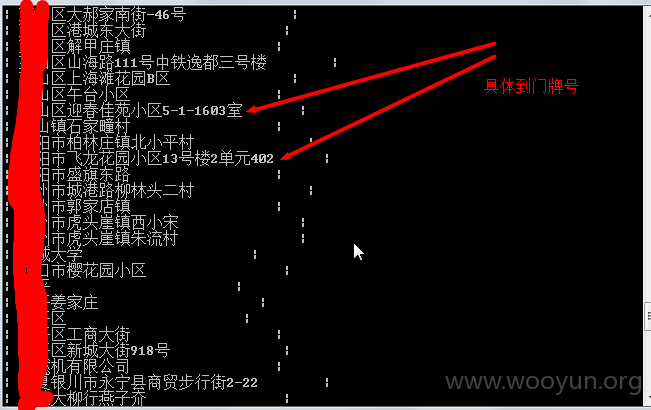 区大郝家南街-46号
区港城东大街
区解甲庄镇
区山海路111号中铁逸都三号楼
区上海滩花园B区
区午台小区
山区迎春佳苑小区5-1-1603室
山镇石家疃村
阳市柏林庄镇北小平村
阳市飞龙花园小区13号楼2单元402
市盛旗东路
州市城港路柳林头二村
市郭家店镇
市虎头崖镇西小宋
州市虎头崖镇朱流村
城大学
口市樱花园小区
姜家庄
区
区工商大街
区新城大街918号
机有限公司
夏银川市永宁县商贸步行街2-22
大柳行燕子夼
具体到门牌号
www.wooyun.org